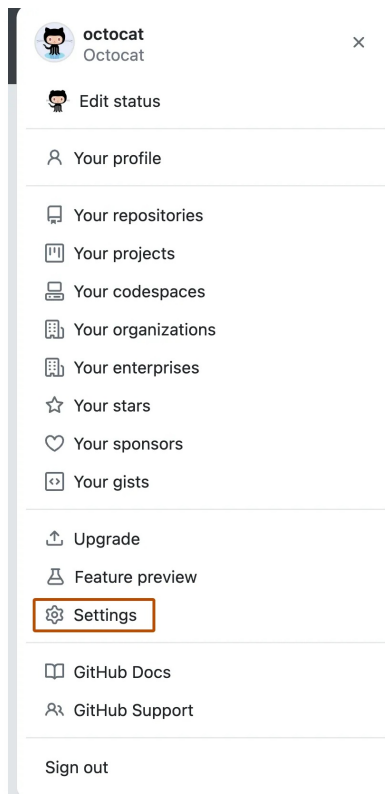 octocat
Octocat
Edit status
Your profile
Your repositories
Your projects
Your codespaces
Your organizations
Your enterprises
Your stars
Your sponsors
Your gists
Upgrade
Feature preview
Settings
GitHub Docs
GitHub Support
Sign out